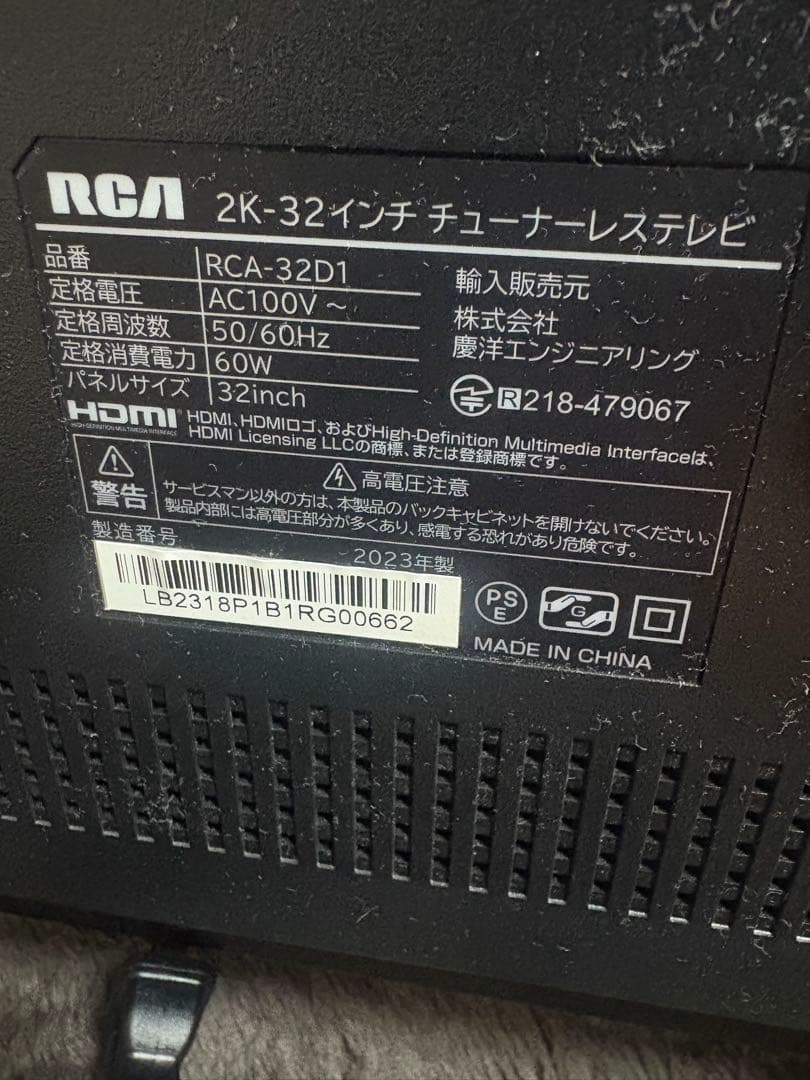 RCA 2K-32インチ チューナーレステレビ
品番 RCA-32D1
定格電圧 AC100V～
定格周波数 50/60Hz
定格消費電力 60W
パネルサイズ 32inch
輸入販売元
株式会社
慶洋エンジニアリング
R 218-479067
HDMI
HIGH-DEFINITION MULTIMEDIA INTERFACE
HDMI、HDMIロゴ、およびHigh-Definition Multimedia Interfaceは、
HDMI Licensing LLCの商標、または登録商標です。
警告
高電圧注意
サービスマン以外の方は、本製品のバックキャビネットを開けないでください。
製品内部には高電圧部分が多くあり、感電する恐れがあり危険です。
製造番号
2023年製
LB2318P1B1RG00662
PS
E
G
MADE IN CHINA